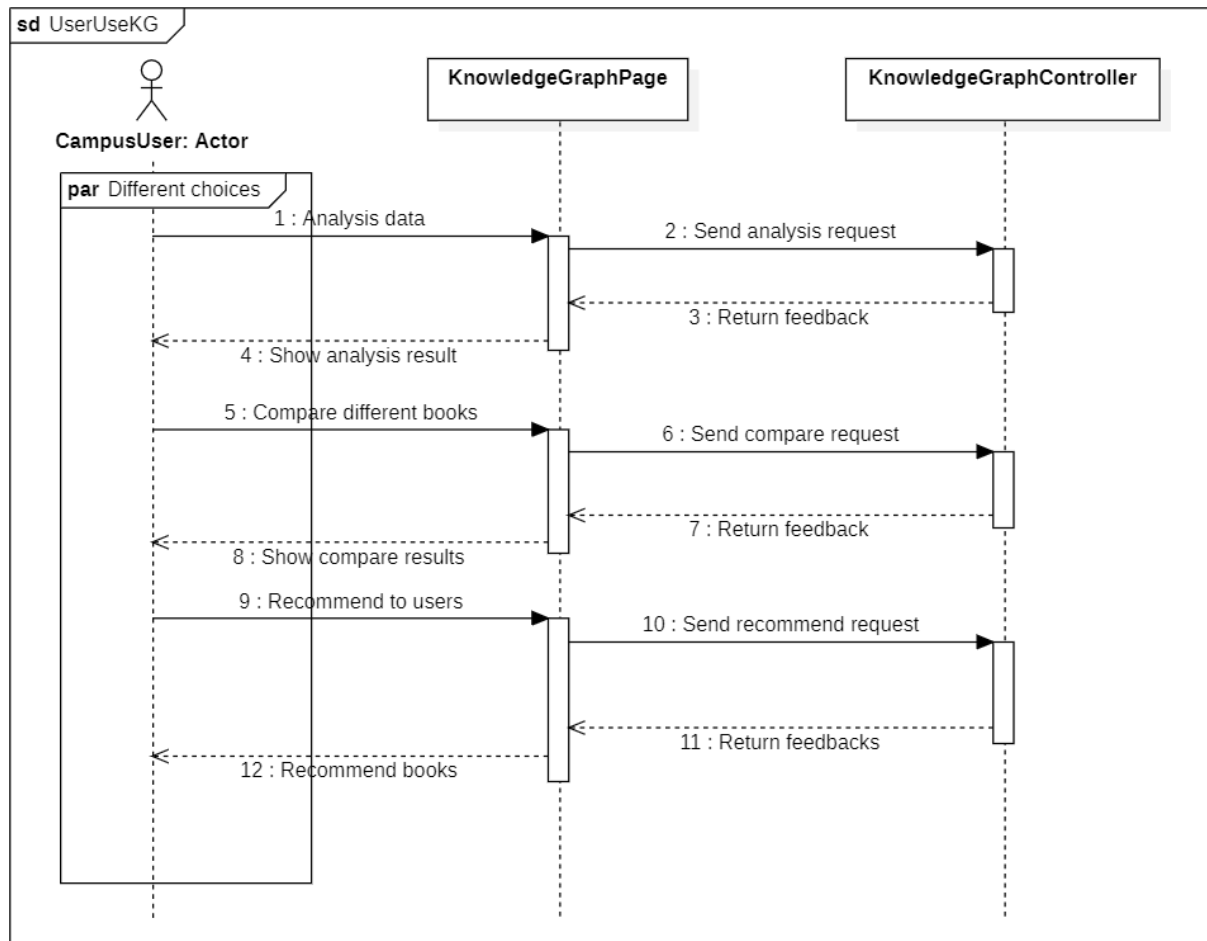 sd UserUseKG
KnowledgeGraphPage
KnowledgeGraphController
CampusUser: Actor
par Different choices
1 : Analysis data
2 : Send analysis request
3 : Return feedback
4 : Show analysis result
5 : Compare different books
6 : Send compare request
7 : Return feedback
8 : Show compare results
9 : Recommend to users
10 : Send recommend request
11 : Return feedbacks
12 : Recommend books